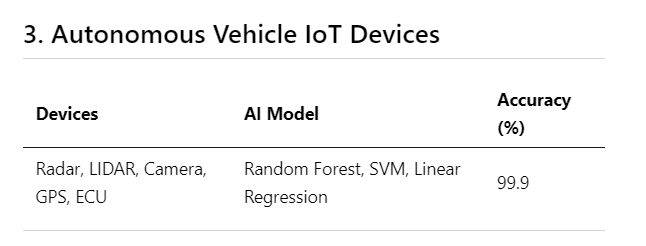 3. Autonomous Vehicle IoT Devices
Devices AI Model Accuracy (%)
Radar, LIDAR, Camera, GPS, ECU Random Forest, SVM, Linear Regression 99.9